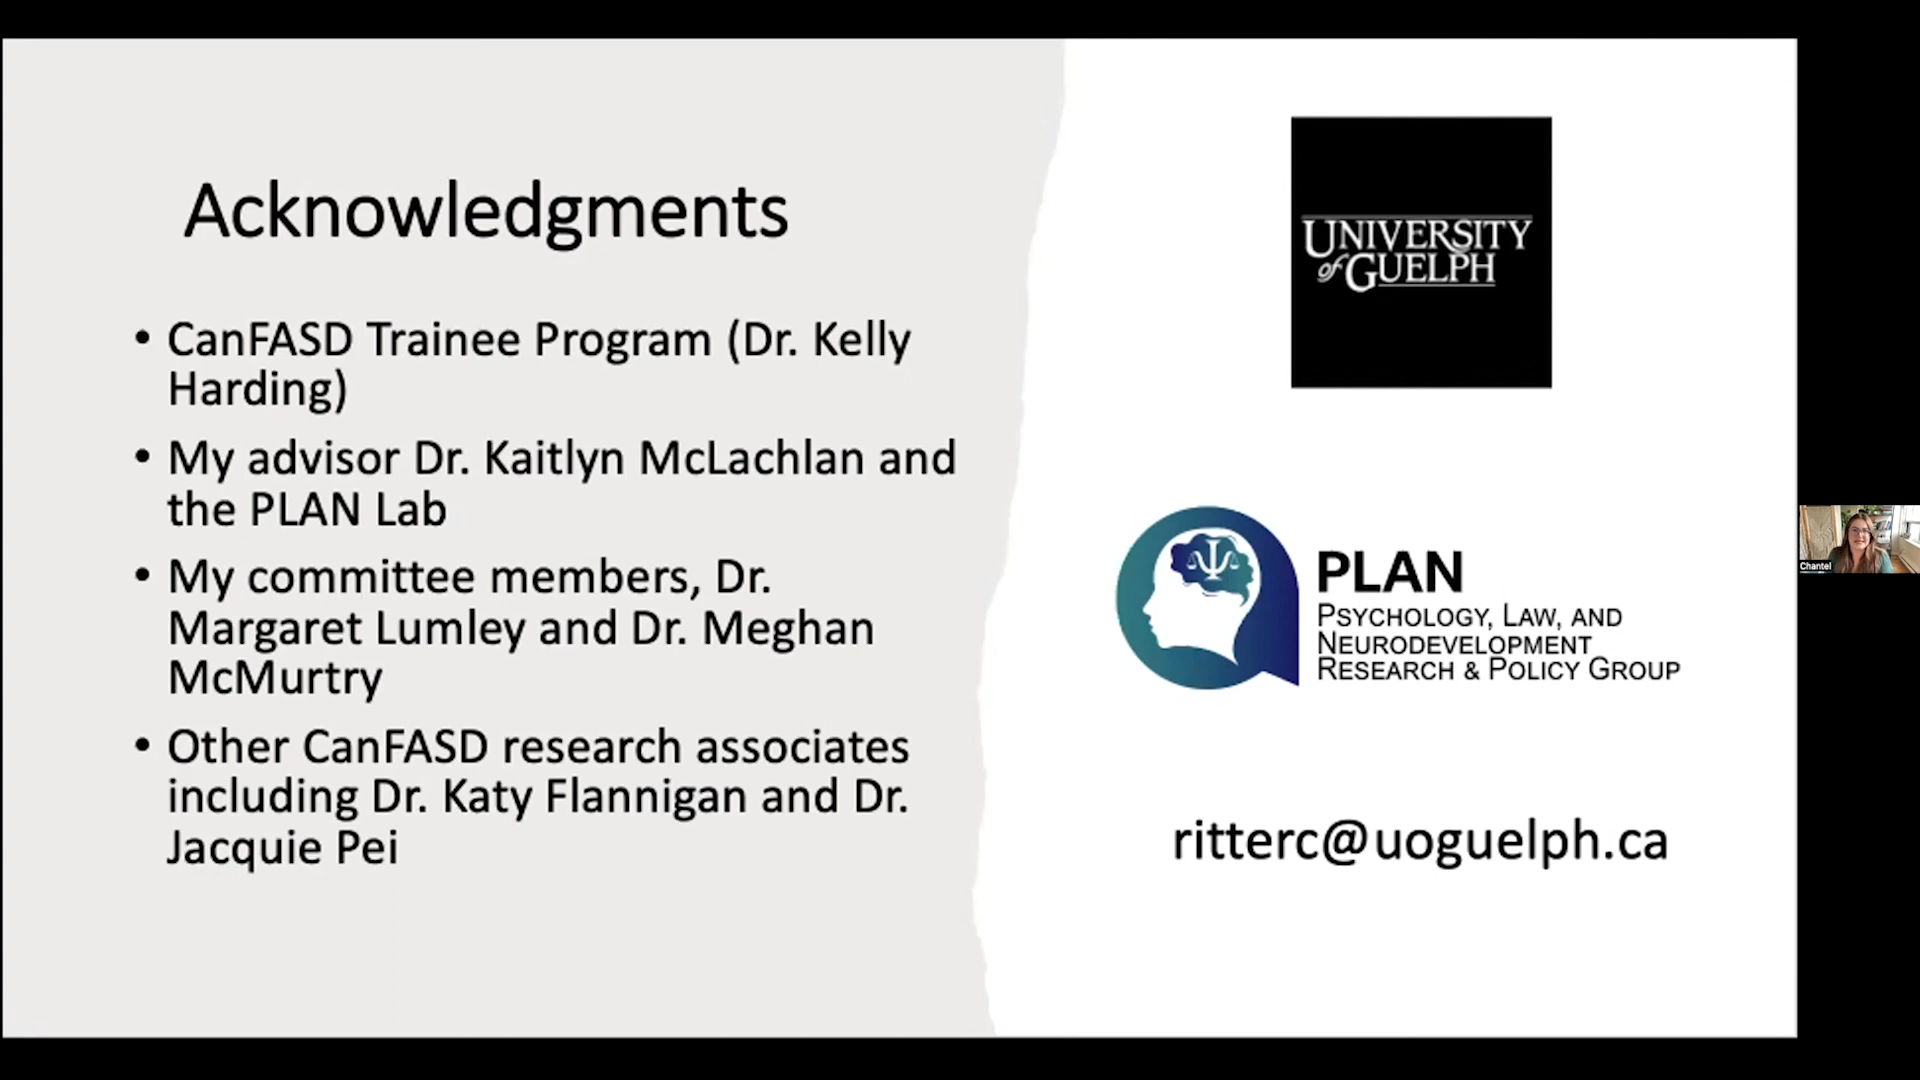 Acknowledgments
• CanFASD Trainee Program (Dr. Kelly
Harding)
• My advisor Dr. Kaitlyn McLachlan and
the PLAN Lab
• My committee members, Dr.
Margaret Lumley and Dr. Meghan
McMurtry
• Other CanFASD research associates
including Dr. Katy Flannigan and Dr.
Jacquie Pei
UNIVERSITY
of GUELPH
PLAN
PSYCHOLOGY, LAW, AND
NEURODEVELOPMENT
RESEARCH & POLICY GROUP
ritterc@uoguelph.ca
Chantel